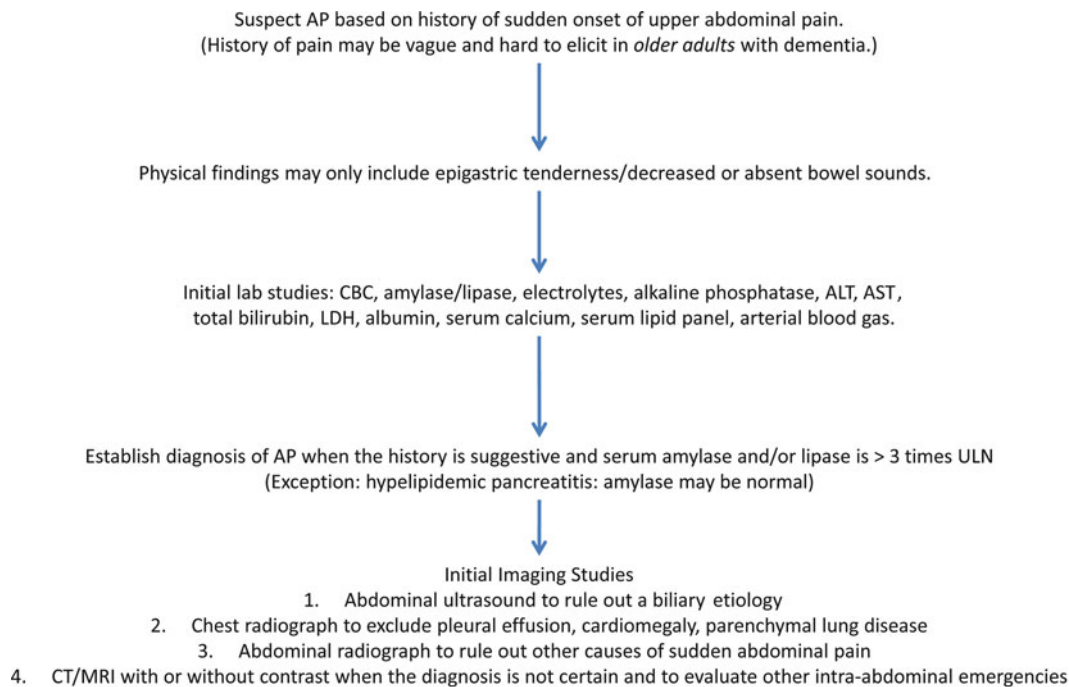 Suspect AP based on history of sudden onset of upper abdominal pain.
(History of pain may be vague and hard to elicit in older adults with dementia.)
Physical findings may only include epigastric tenderness/decreased or absent bowel sounds.
Initial lab studies: CBC, amylase/lipase, electrolytes, alkaline phosphatase, ALT, AST,
total bilirubin, LDH, albumin, serum calcium, serum lipid panel, arterial blood gas.
Establish diagnosis of AP when the history is suggestive and serum amylase and/or lipase is > 3 times ULN
(Exception: hypelipidemic pancreatitis: amylase may be normal)
Initial Imaging Studies
1. Abdominal ultrasound to rule out a biliary etiology
2. Chest radiograph to exclude pleural effusion, cardiomegaly, parenchymal lung disease
3. Abdominal radiograph to rule out other causes of sudden abdominal pain
4. CT/MRI with or without contrast when the diagnosis is not certain and to evaluate other intra-abdominal emergencies